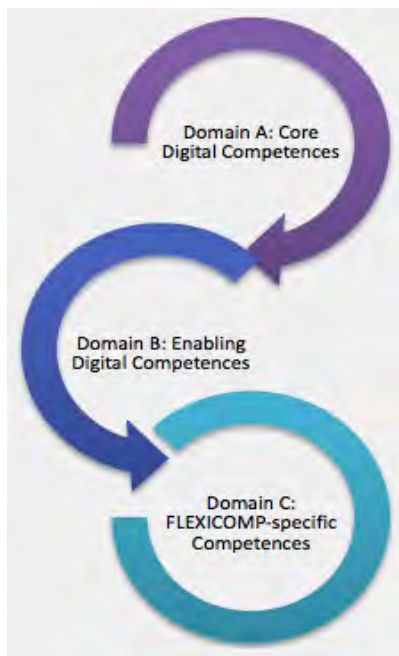 Domain A: Core
Digital Competences
Domain B: Enabling
Digital Competences
Domain C:
FLEXICOMP-specific
Competences